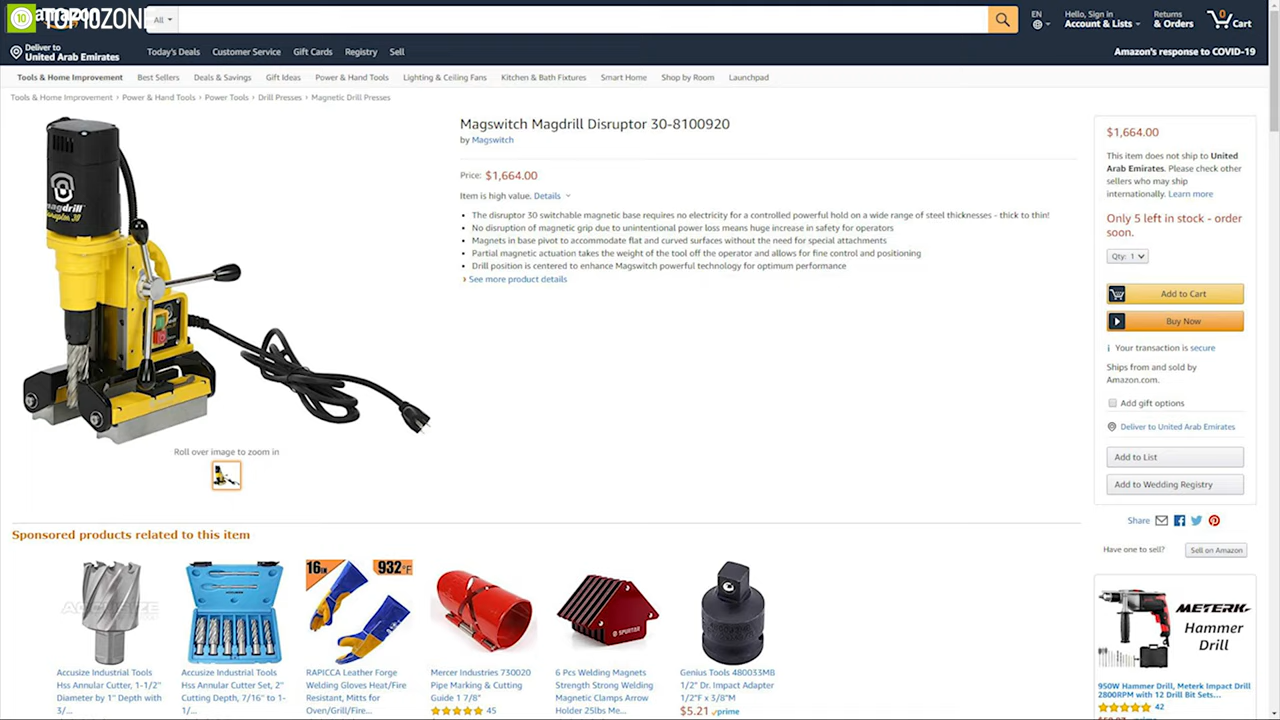 10 TOP10ZONE
amazon
All
EN
Hello, Sign in
Account & Lists
Returns
& Orders
0
Cart
Deliver to
United Arab Emirates
Today's Deals
Customer Service
Gift Cards
Registry
Sell
Amazon's response to COVID-19
Tools & Home Improvement
Best Sellers
Deals & Savings
Gift Ideas
Power & Hand Tools
Lighting & Ceiling Fans
Kitchen & Bath Fixtures
Smart Home
Shop by Room
Launchpad
Tools & Home Improvement › Power & Hand Tools › Power Tools › Drill Presses › Magnetic Drill Presses
magdrill
disruptor 30
Roll over image to zoom in
Magswitch Magdrill Disruptor 30-8100920
by Magswitch
Price: $1,664.00
Item is high value. Details
• The disruptor 30 switchable magnetic base requires no electricity for a controlled powerful hold on a wide range of steel thicknesses - thick to thin!
• No disruption of magnetic grip due to unintentional power loss means huge increase in safety for operators
• Magnets in base pivot to accommodate flat and curved surfaces without the need for special attachments
• Partial magnetic actuation takes the weight of the tool off the operator and allows for fine control and positioning
• Drill position is centered to enhance Magswitch powerful technology for optimum performance
› See more product details
$1,664.00
This item does not ship to United
Arab Emirates. Please check other
sellers who may ship
internationally. Learn more
Only 5 left in stock - order
soon.
Qty: 1
Add to Cart
Buy Now
Your transaction is secure
Ships from and sold by
Amazon.com.
Add gift options
Deliver to United Arab Emirates
Add to List
Add to Wedding Registry
Share
Have one to sell?
Sell on Amazon
Sponsored products related to this item
ACCUSIZE
INDUSTRIAL TOOLS
Accusize Industrial Tools
Hss Annular Cutter, 1-1/2"
Diameter by 1" Depth with
3/...
Accusize Industrial Tools
Hss Annular Cutter Set, 2"
Cutting Depth, 7/16" to 1-
1/...
16IN
932°F
RAPICCA Leather Forge
Welding Gloves Heat/Fire
Resistant, Mitts for
Oven/Grill/Fire...
Mercer Industries 730020
Pipe Marking & Cutting
Guide 1 7/8"
45
6 Pcs Welding Magnets
Strength Strong Welding
Magnetic Clamps Arrow
Holder 25lbs Me...
Genius Tools 480033MB
1/2" Dr. Impact Adapter
1/2"F x 3/8"M
$5.21 prime
METERK
Hammer
Drill
950W Hammer Drill, Meterk Impact Drill
2800RPM with 12 Drill Bit Sets...
42